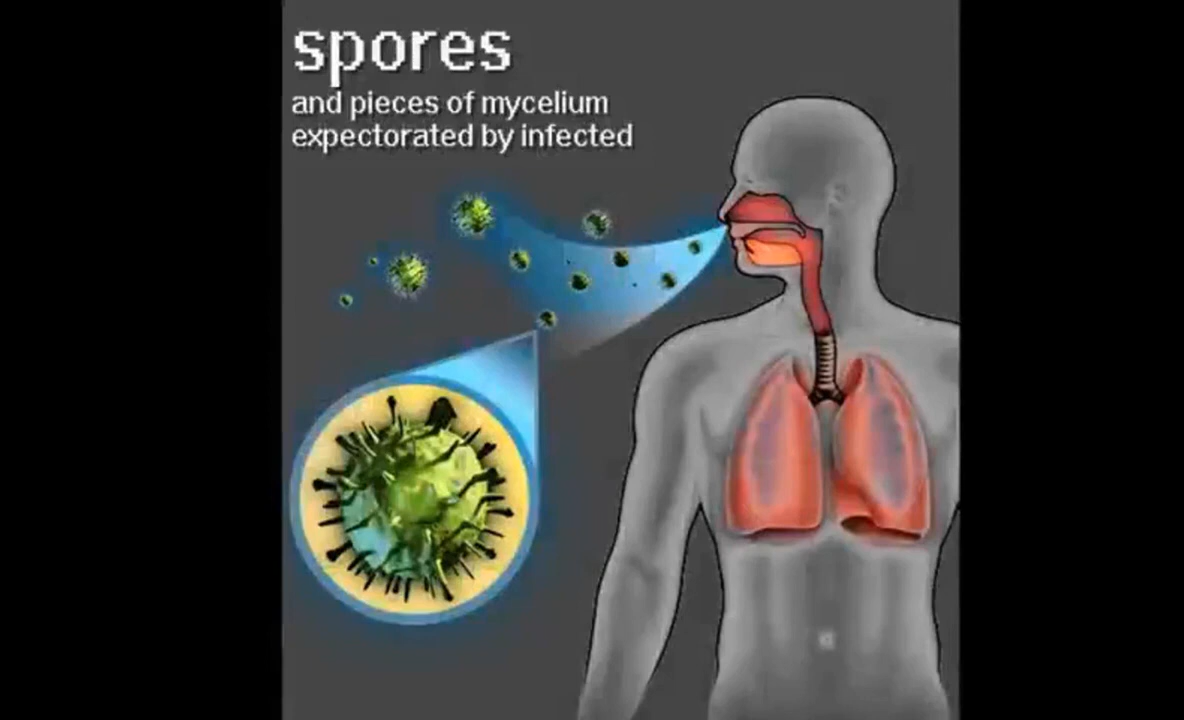 spores
and pieces of mycelium
expectorated by infected